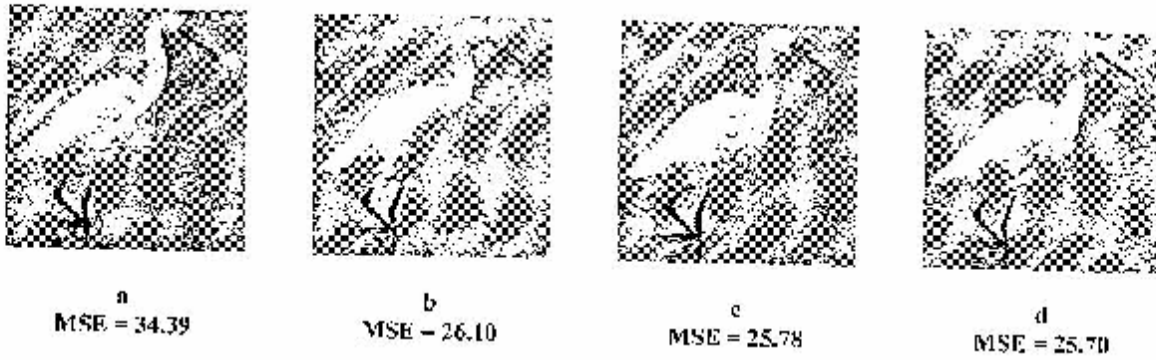 a
MSE = 34.39
b
MSE = 26.10
c
MSE = 25.78
d
MSE = 25.70